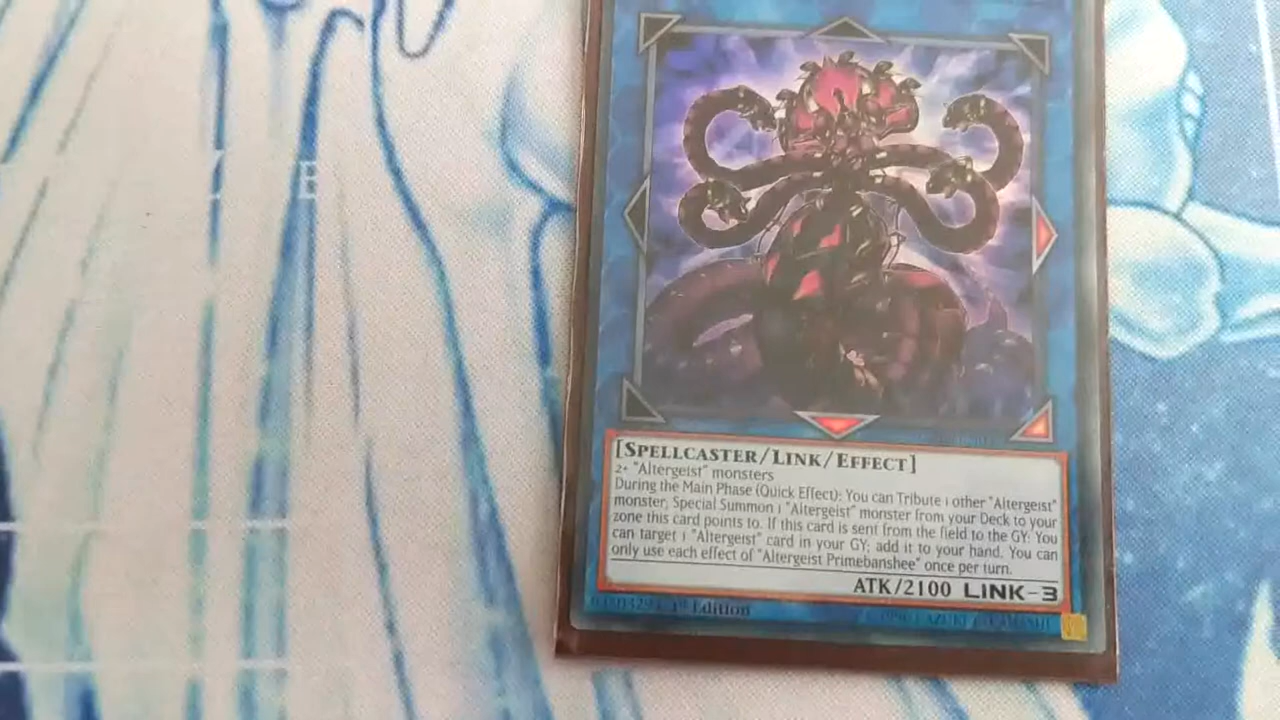 [SPELLCASTER/LINK/EFFECT]
2+ "Altergeist" monsters
During the Main Phase (Quick Effect): You can Tribute 1 other "Altergeist"
monster; Special Summon 1 "Altergeist" monster from your Deck to your
zone this card points to. If this card is sent from the field to the GY: You
can target 1 "Altergeist" card in your GY; add it to your hand. You can
only use each effect of "Altergeist Primebanshee" once per turn.
ATK/2100 LINK-3
1st Edition